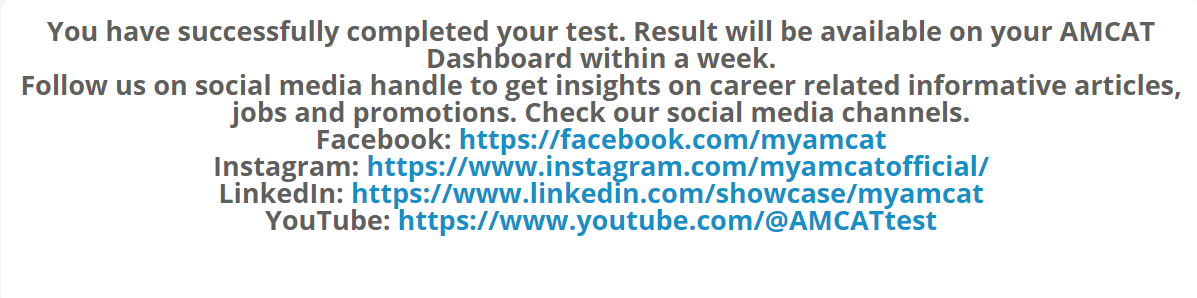 You have successfully completed your test. Result will be available on your AMCAT
Dashboard within a week.
Follow us on social media handle to get insights on career related informative articles,
jobs and promotions. Check our social media channels.
Facebook: https://facebook.com/myamcat
Instagram: https://www.instagram.com/myamcatofficial/
LinkedIn: https://www.linkedin.com/showcase/myamcat
YouTube: https://www.youtube.com/@AMCATtest